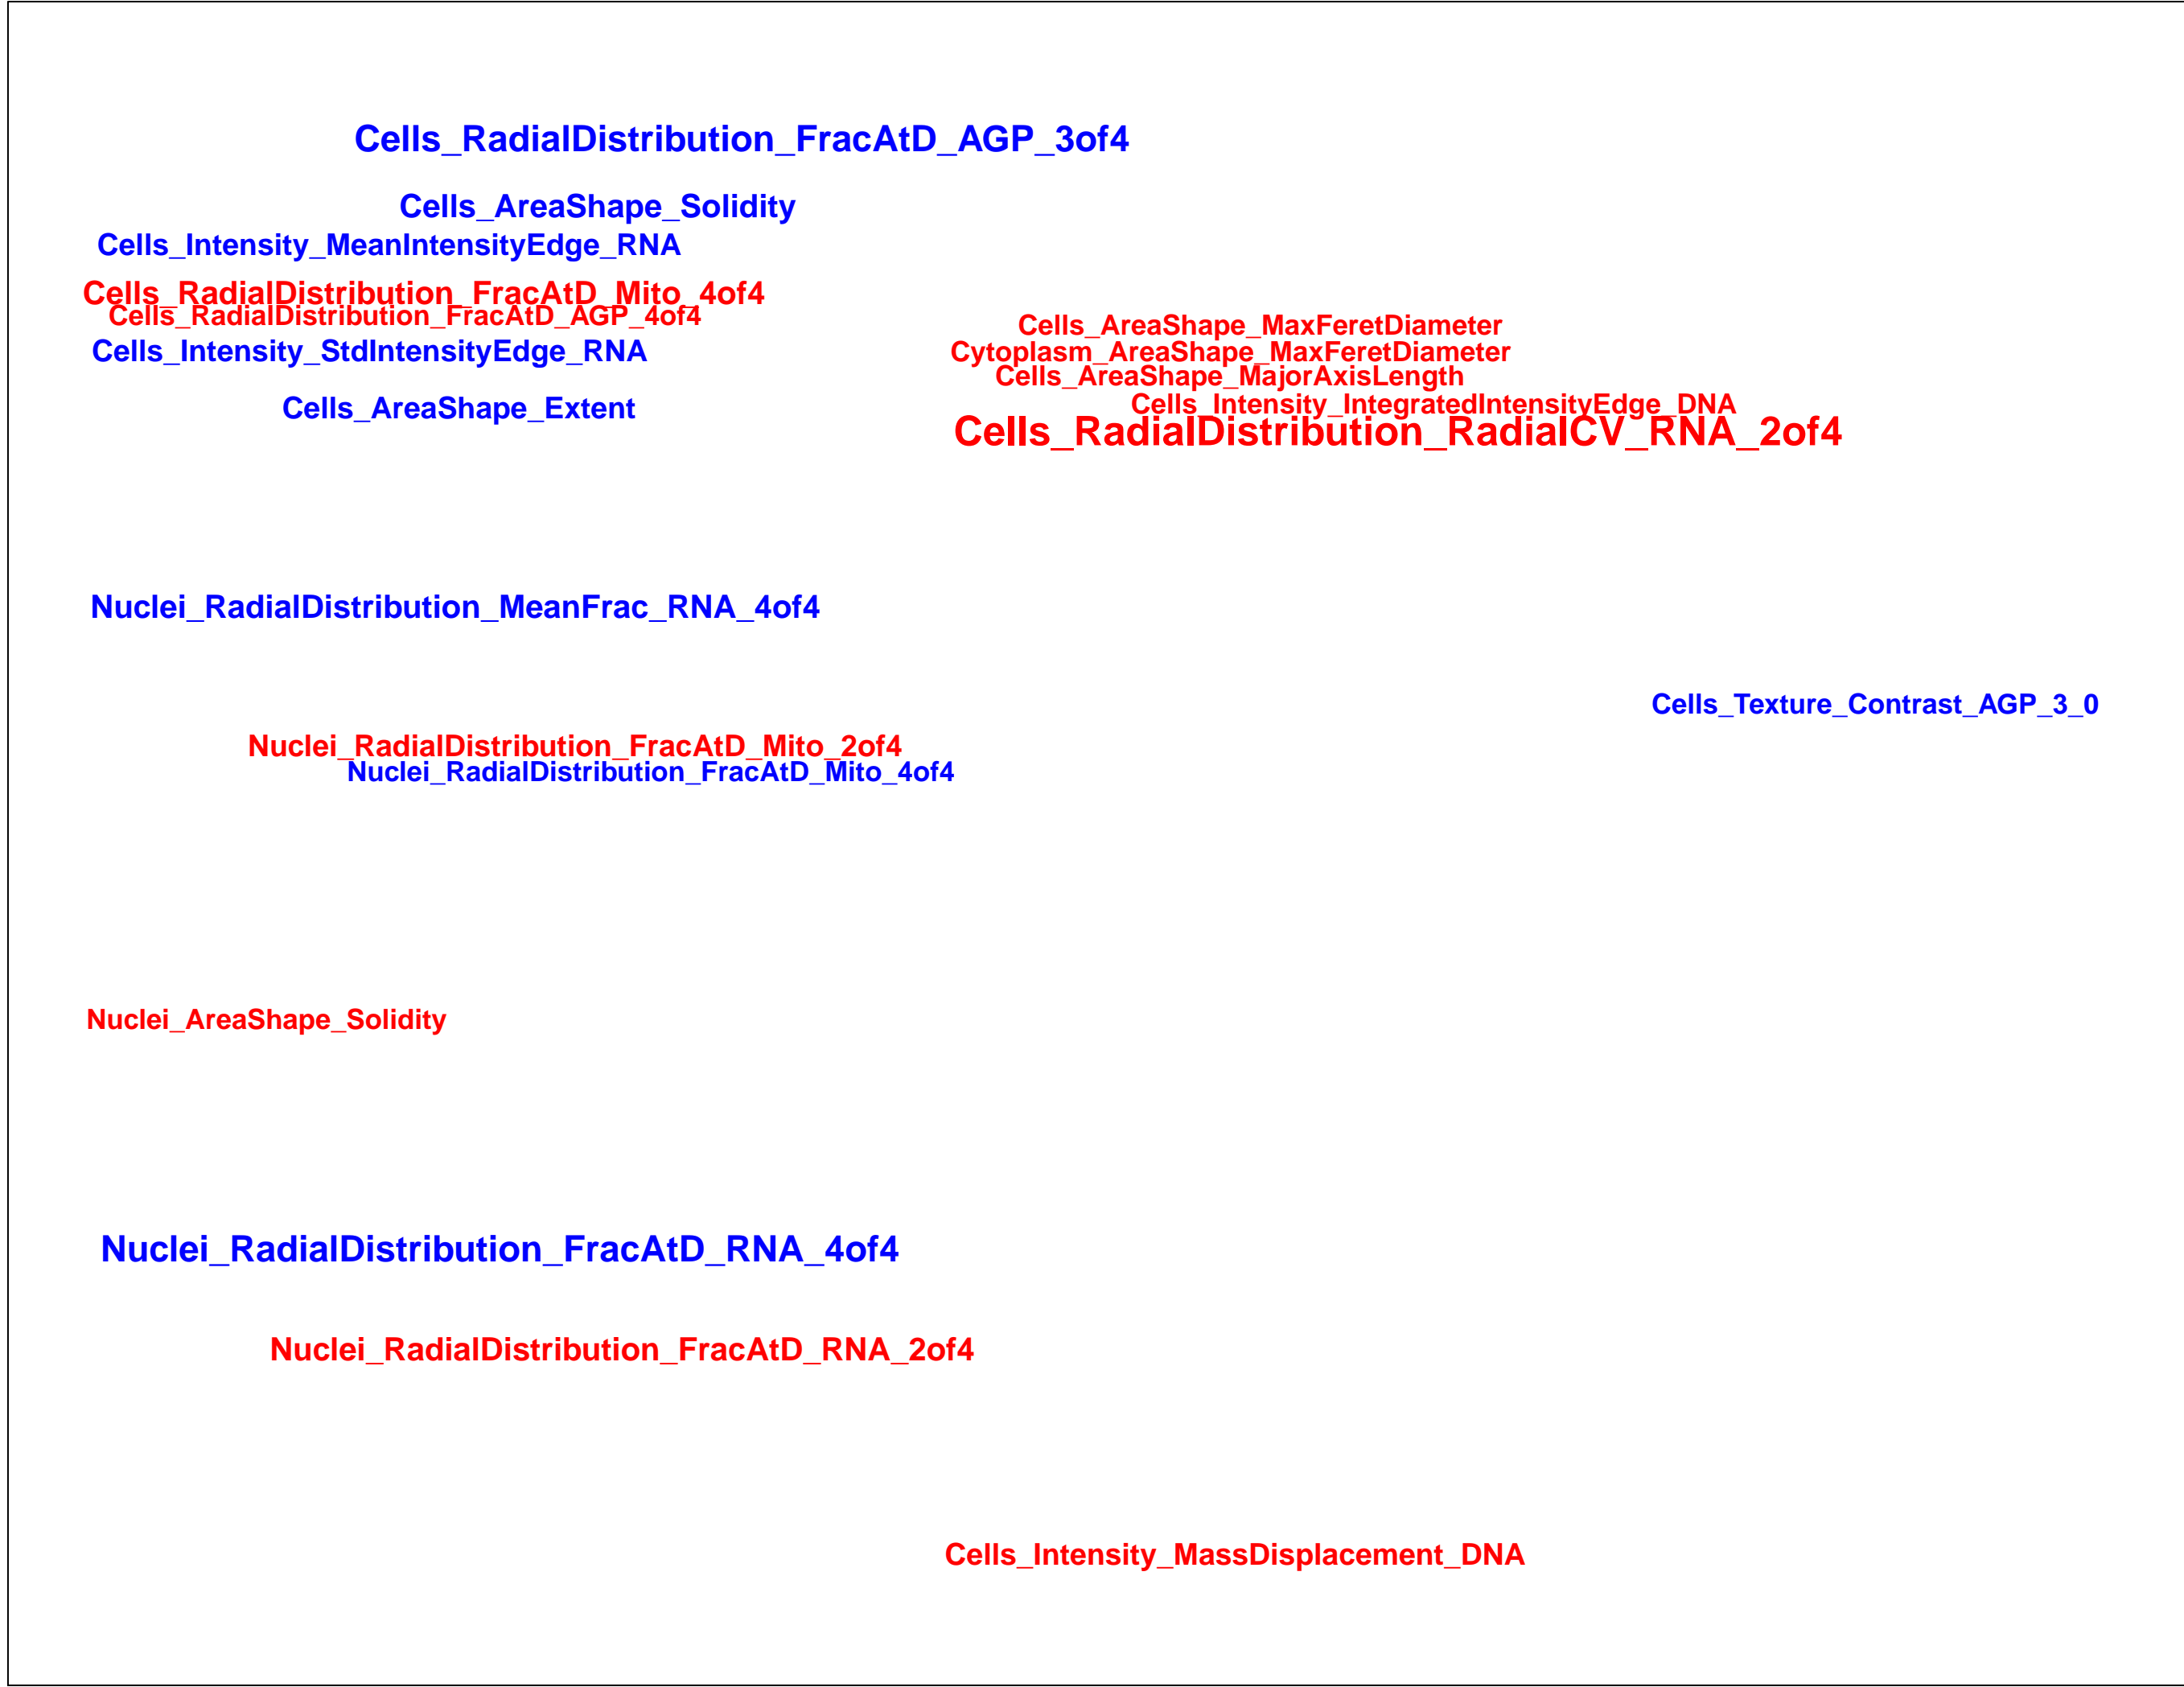 Cells_RadialDistribution_FracAtD_AGP_3of4
Cells_AreaShape_Solidity
Cells_Intensity_MeanIntensityEdge_RNA
Cells_RadialDistribution_FracAtD_Mito_4of4
Cells_RadialDistribution_FracAtD_AGP_4of4
Cells_AreaShape_MaxFeretDiameter
Cells_Intensity_StdIntensityEdge_RNA
Cytoplasm_AreaShape_MaxFeretDiameter
Cells_AreaShape_MajorAxisLength
Cells_AreaShape_Extent
Cells_Intensity_IntegratedIntensityEdge_DNA
Cells_RadialDistribution_RadialCV_RNA_2of4
Nuclei_RadialDistribution_MeanFrac_RNA_4of4
Cells_Texture_Contrast_AGP_3_0
Nuclei_RadialDistribution_FracAtD_Mito_2of4
Nuclei_RadialDistribution_FracAtD_Mito_4of4
Nuclei_AreaShape_Solidity
Nuclei_RadialDistribution_FracAtD_RNA_4of4
Nuclei_RadialDistribution_FracAtD_RNA_2of4
Cells_Intensity_MassDisplacement_DNA